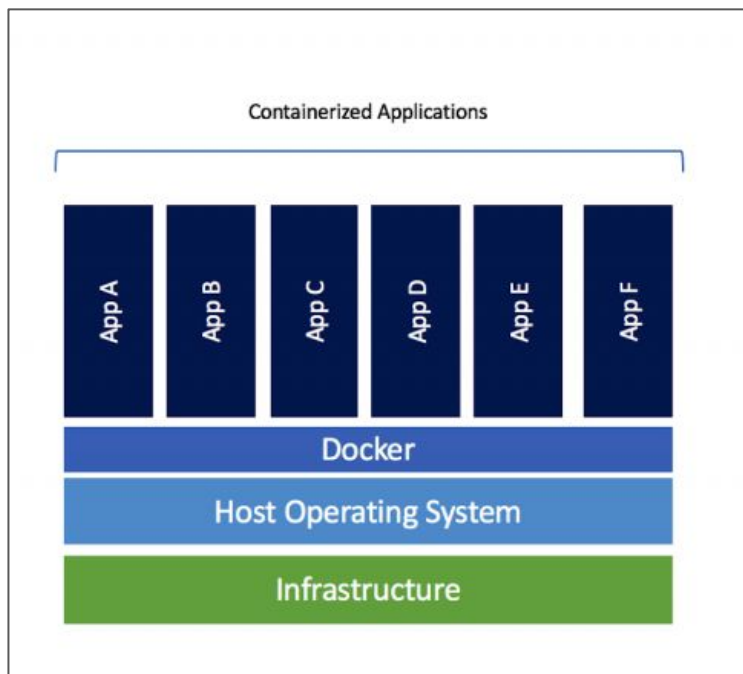 Containerized Applications
App A
App B
App C
App D
App E
App F
Docker
Host Operating System
Infrastructure